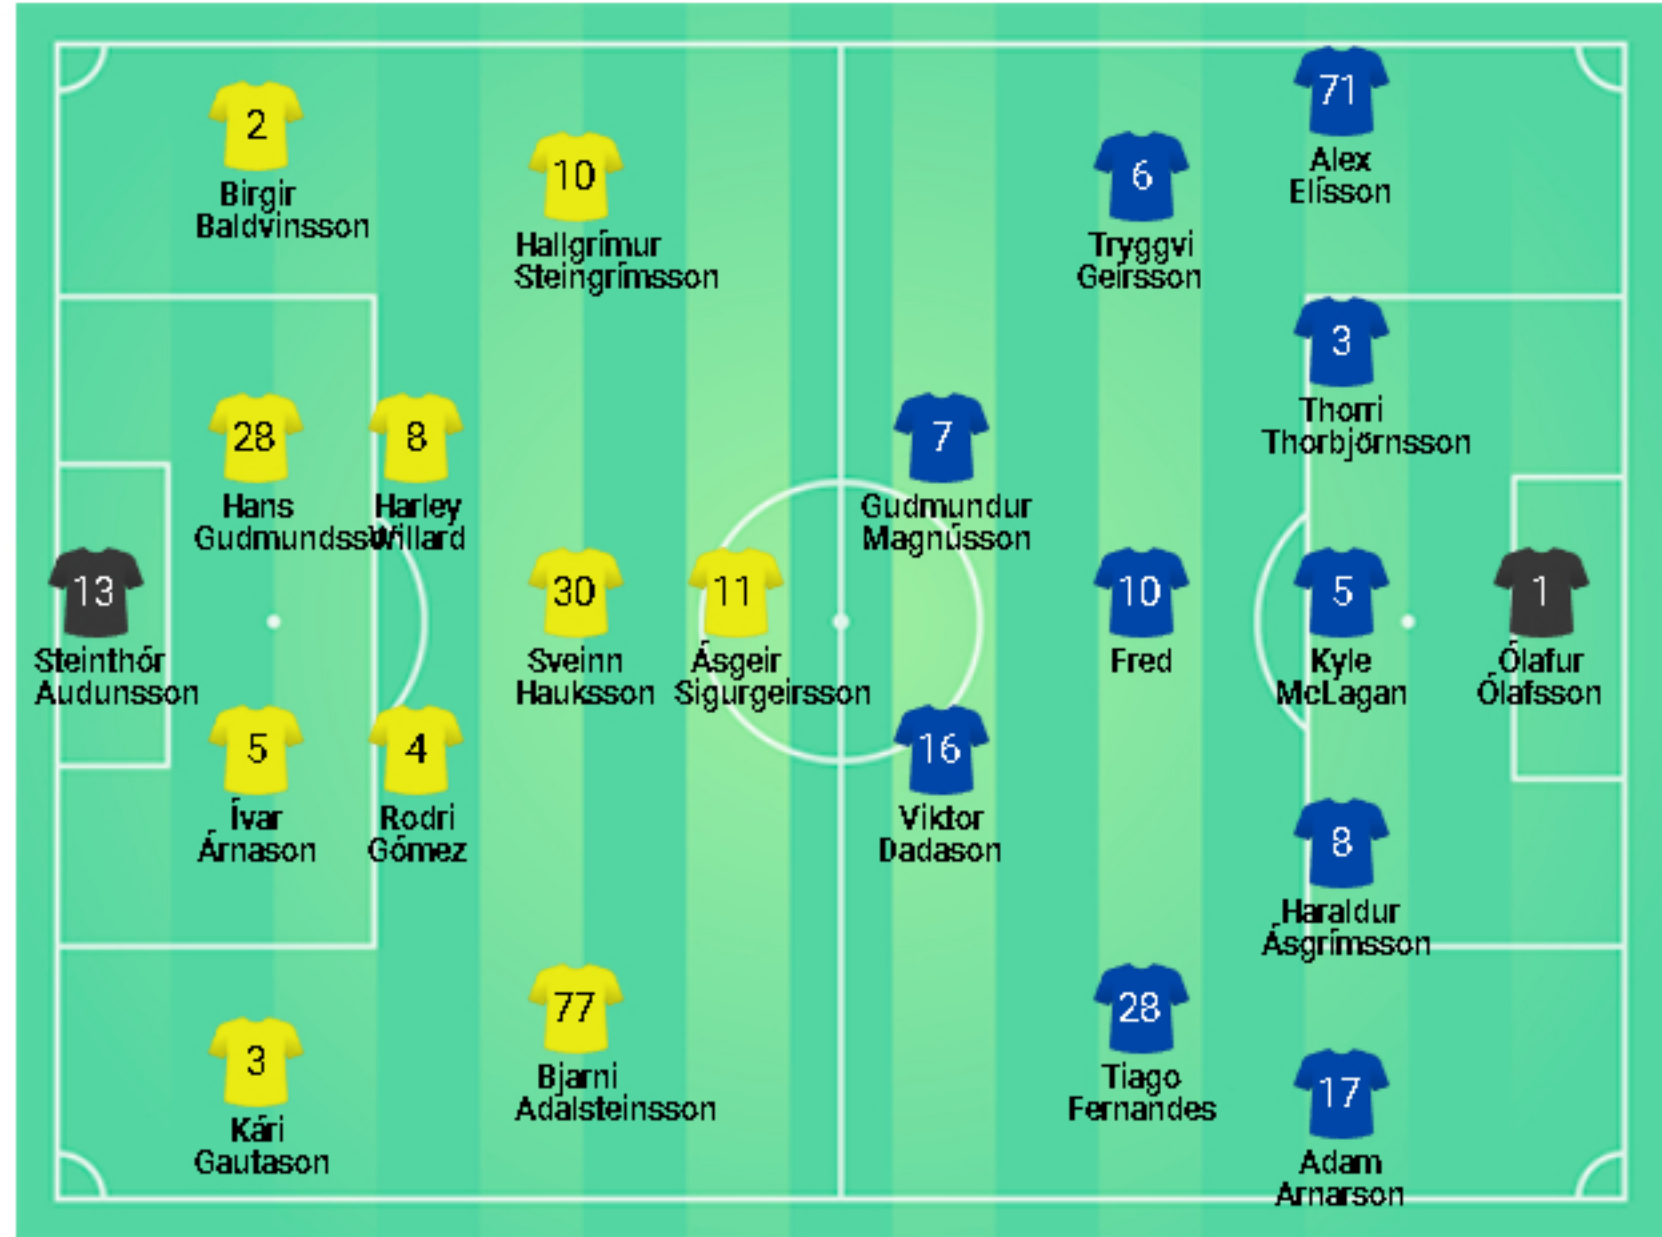 2
Birgir
Baldvinsson
28
Hans
Gudmundsson
5
Ívar
Árnason
3
Kári
Gautason
13
Steinthór
Audunsson
8
Harley
Willard
4
Rodri
Gómez
10
Hallgrímur
Steingrímsson
30
Sveinn
Hauksson
77
Bjarni
Adalsteinsson
11
Ásgeir
Sigurgeirsson
7
Gudmundur
Magnússon
16
Viktor
Dadason
6
Tryggvi
Geirsson
10
Fred
28
Tiago
Fernandes
71
Alex
Elísson
3
Thorri
Thorbjörnsson
5
Kyle
McLagan
8
Haraldur
Ásgrímsson
17
Adam
Arnarson
1
Ólafur
Ólafsson